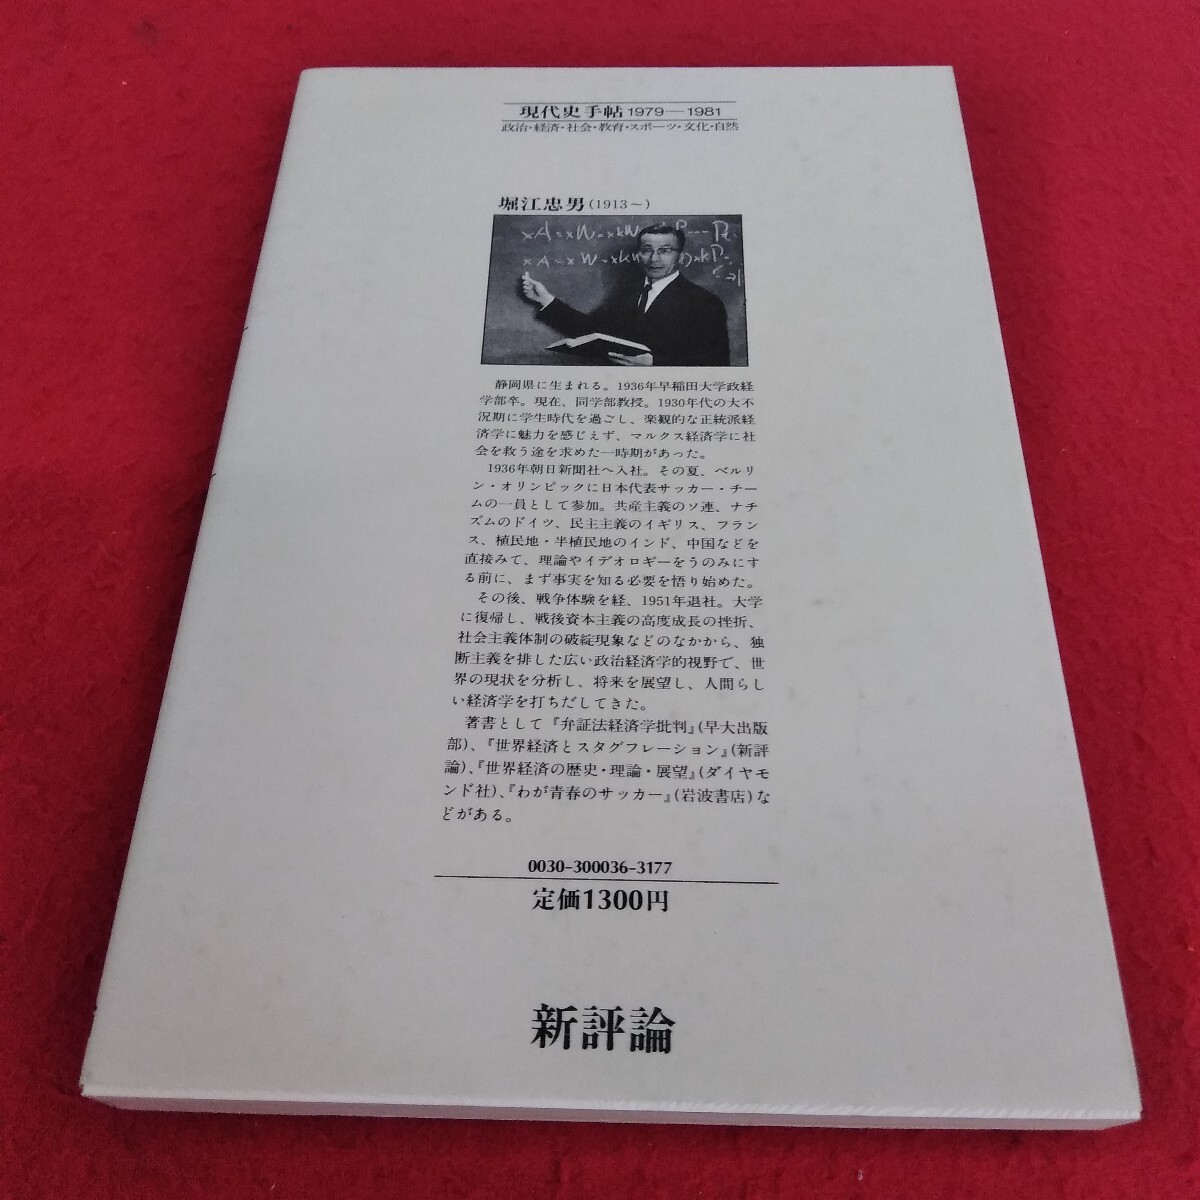 現代史手帖1979―1981
政治・経済・社会・教育・スポーツ・文化・自然
堀江忠男(1913〜)
静岡県に生まれる。1936年早稲田大学政経
学部卒。現在、同学部教授。1930年代の大不
況期に学生時代を過ごし、楽観的な正統派経
済学に魅力を感じえず、マルクス経済学に社
会を救う途を求めた一時期があった。
1936年朝日新聞社へ入社。その夏、ベルリ
ン・オリンピックに日本代表サッカー・チー
ムの一員として参加。共産主義のソ連、ナチ
ズムのドイツ、民主主義のイギリス、フラン
ス、植民地・半植民地のインド、中国などを
直接みて、理論やイデオロギーをうのみにす
る前に、まず事実を知る必要を悟り始めた。
その後、戦争体験を経、1951年退社。大学
に復帰し、戦後資本主義の高度成長の挫折、
社会主義体制の破綻現象などのなかから、独
断主義を排した広い政治経済学的視野で、世
界の現状を分析し、将来を展望し、人間らし
い経済学を打ちだしてきた。
著書として『弁証法経済学批判』(早大出版
部)、『世界経済とスタグフレーション』(新評
論)、『世界経済の歴史・理論・展望』(ダイヤモ
ンド社)、『わが青春のサッカー』(岩波書店)な
どがある。
0030-300036-3177
定価1300円
新評論